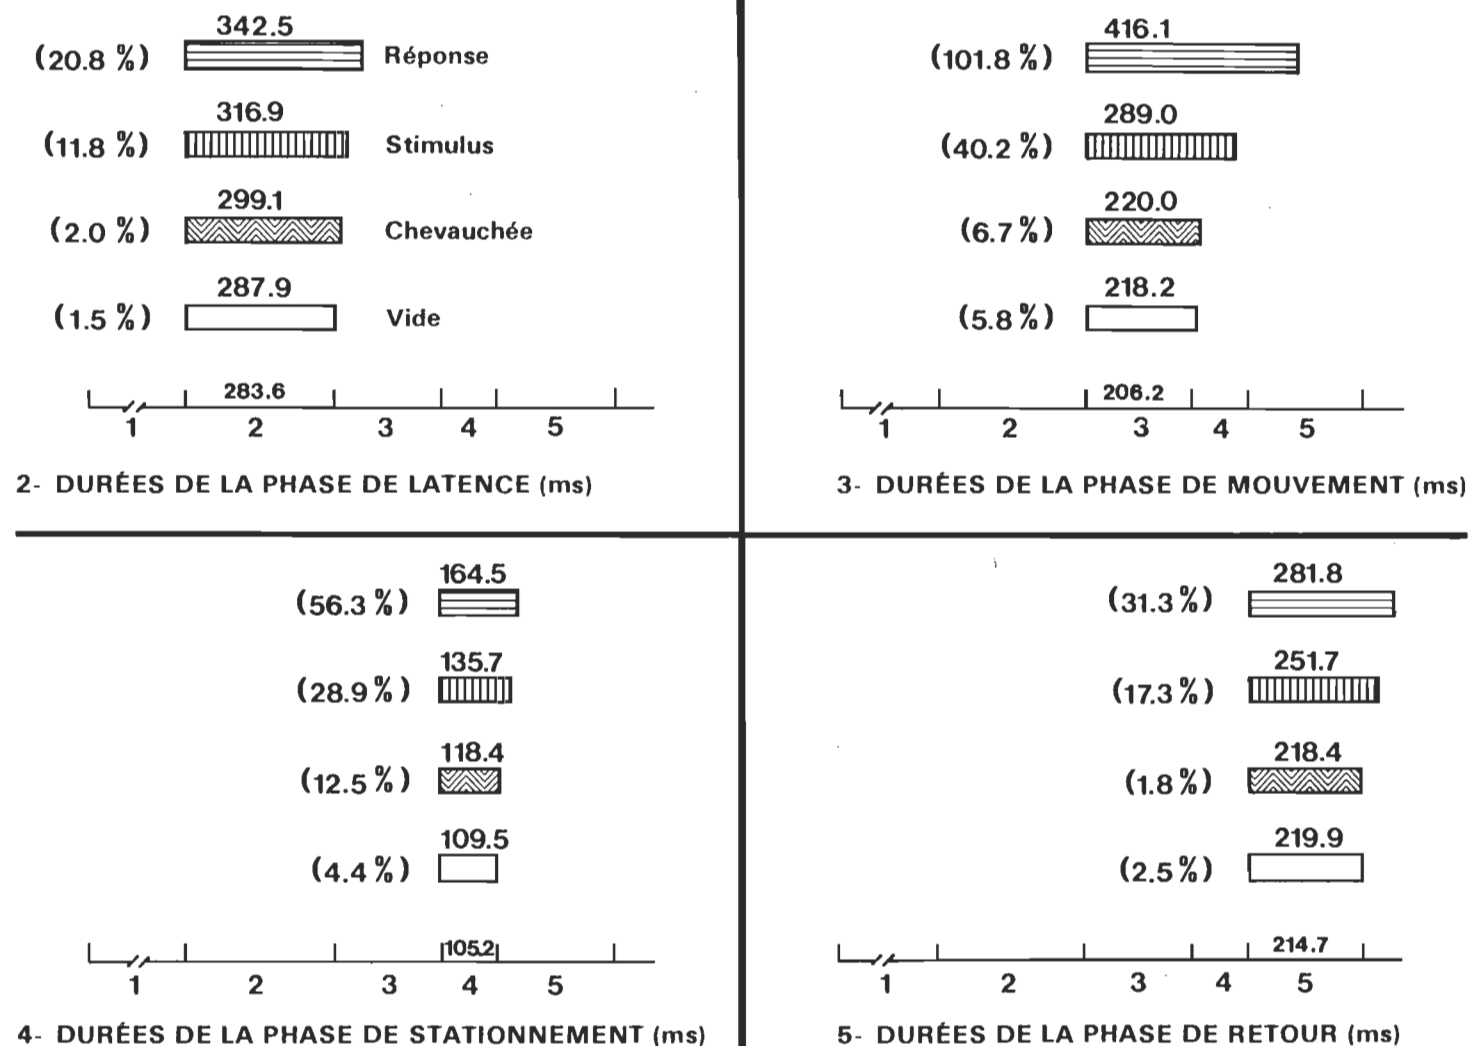 342.5
(20.8 %) Réponse
316.9
(11.8 %) Stimulus
299.1
(2.0 %) Chevauchée
287.9
(1.5 %) Vide
283.6
1 2 3 4 5
2- DURÉES DE LA PHASE DE LATENCE (ms)
416.1
(101.8 %)
289.0
(40.2 %)
220.0
(6.7 %)
218.2
(5.8 %)
206.2
1 2 3 4 5
3- DURÉES DE LA PHASE DE MOUVEMENT (ms)
164.5
(56.3 %)
135.7
(28.9 %)
118.4
(12.5 %)
109.5
(4.4 %)
105.2
1 2 3 4 5
4- DURÉES DE LA PHASE DE STATIONNEMENT (ms)
281.8
(31.3 %)
251.7
(17.3 %)
218.4
(1.8 %)
219.9
(2.5 %)
214.7
1 2 3 4 5
5- DURÉES DE LA PHASE DE RETOUR (ms)